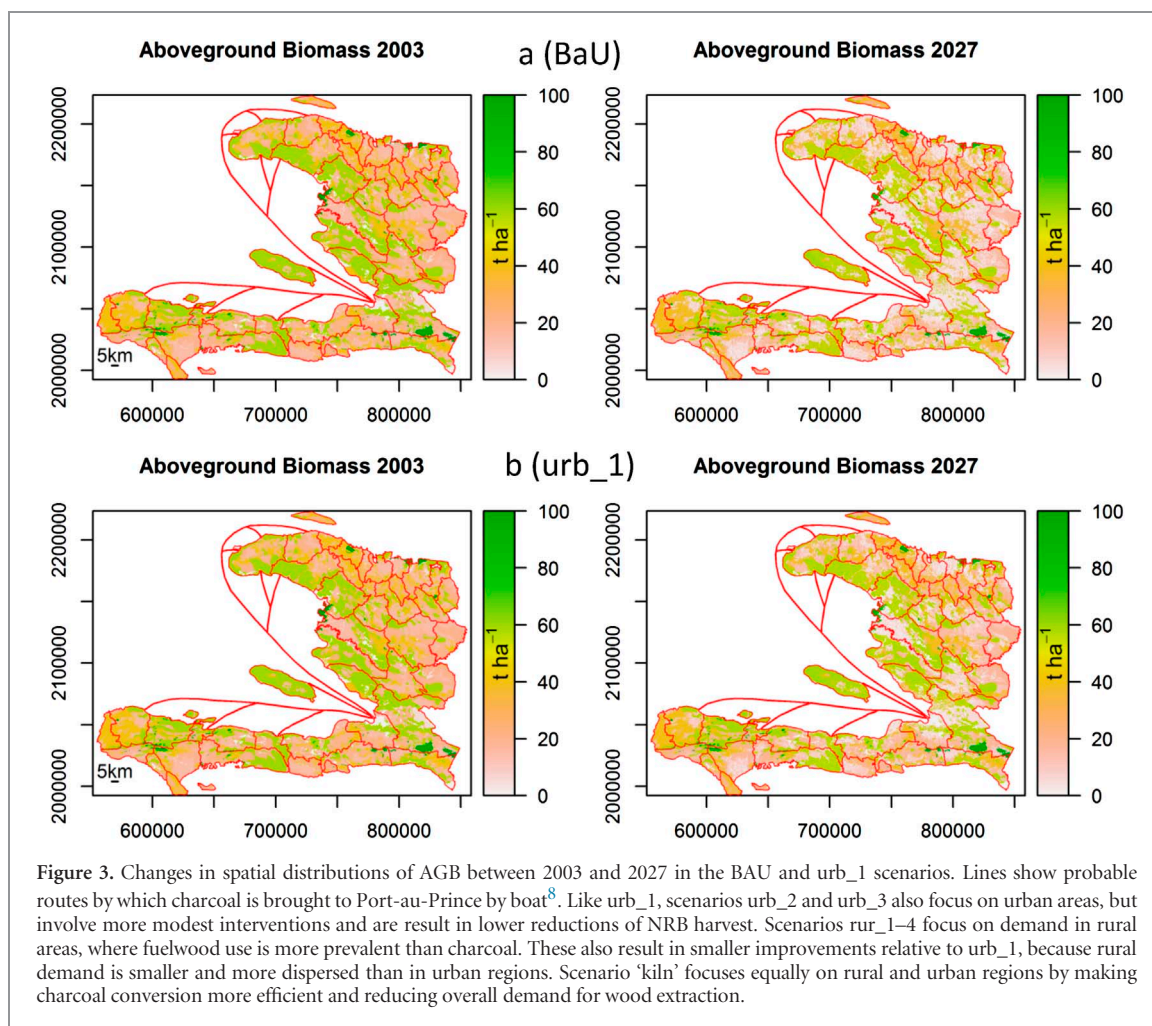 Aboveground Biomass 2003
a (BaU)
Aboveground Biomass 2027
2200000
2100000
2000000
5km
600000 700000 800000
100
80
60
40
20
0
t ha⁻¹
2200000
2100000
2000000
600000 700000 800000
100
80
60
40
20
0
t ha⁻¹
Aboveground Biomass 2003
b (urb_1)
Aboveground Biomass 2027
2200000
2100000
2000000
5km
600000 700000 800000
100
80
60
40
20
0
t ha⁻¹
2200000
2100000
2000000
600000 700000 800000
100
80
60
40
20
0
t ha⁻¹
Figure 3. Changes in spatial distributions of AGB between 2003 and 2027 in the BAU and urb_1 scenarios. Lines show probable
routes by which charcoal is brought to Port-au-Prince by boat⁸. Like urb_1, scenarios urb_2 and urb_3 also focus on urban areas, but
involve more modest interventions and are result in lower reductions of NRB harvest. Scenarios rur_1–4 focus on demand in rural
areas, where fuelwood use is more prevalent than charcoal. These also result in smaller improvements relative to urb_1, because rural
demand is smaller and more dispersed than in urban regions. Scenario ‘kiln’ focuses equally on rural and urban regions by making
charcoal conversion more efficient and reducing overall demand for wood extraction.